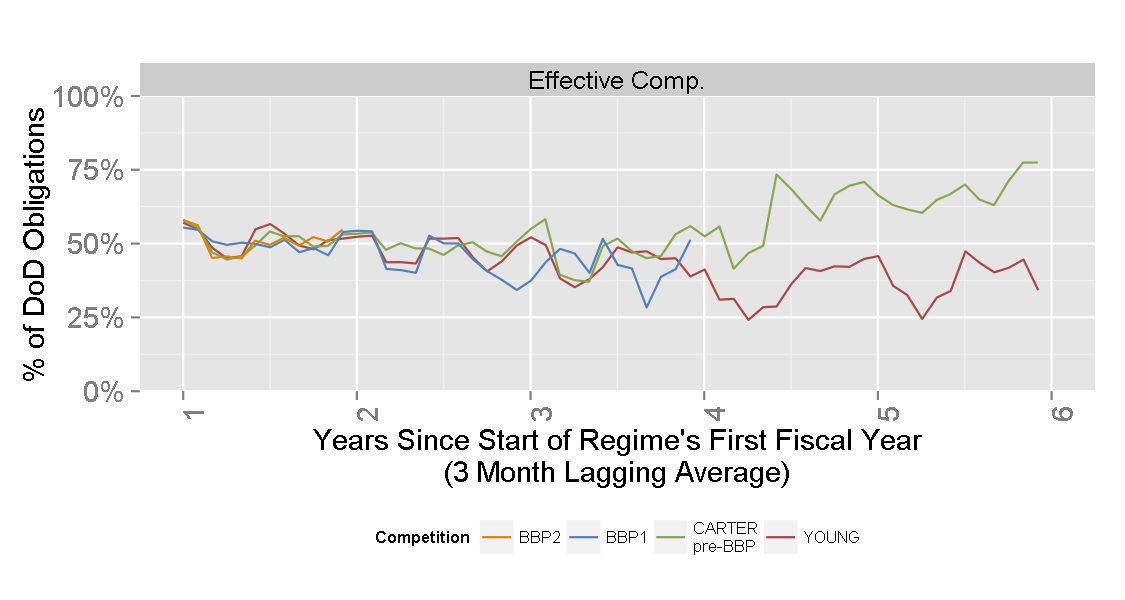 Effective Comp.
% of DoD Obligations
100%
75%
50%
25%
0%
1
2
3
4
5
6
Years Since Start of Regime's First Fiscal Year
(3 Month Lagging Average)
Competition
BBP2
BBP1
CARTER
pre-BBP
YOUNG